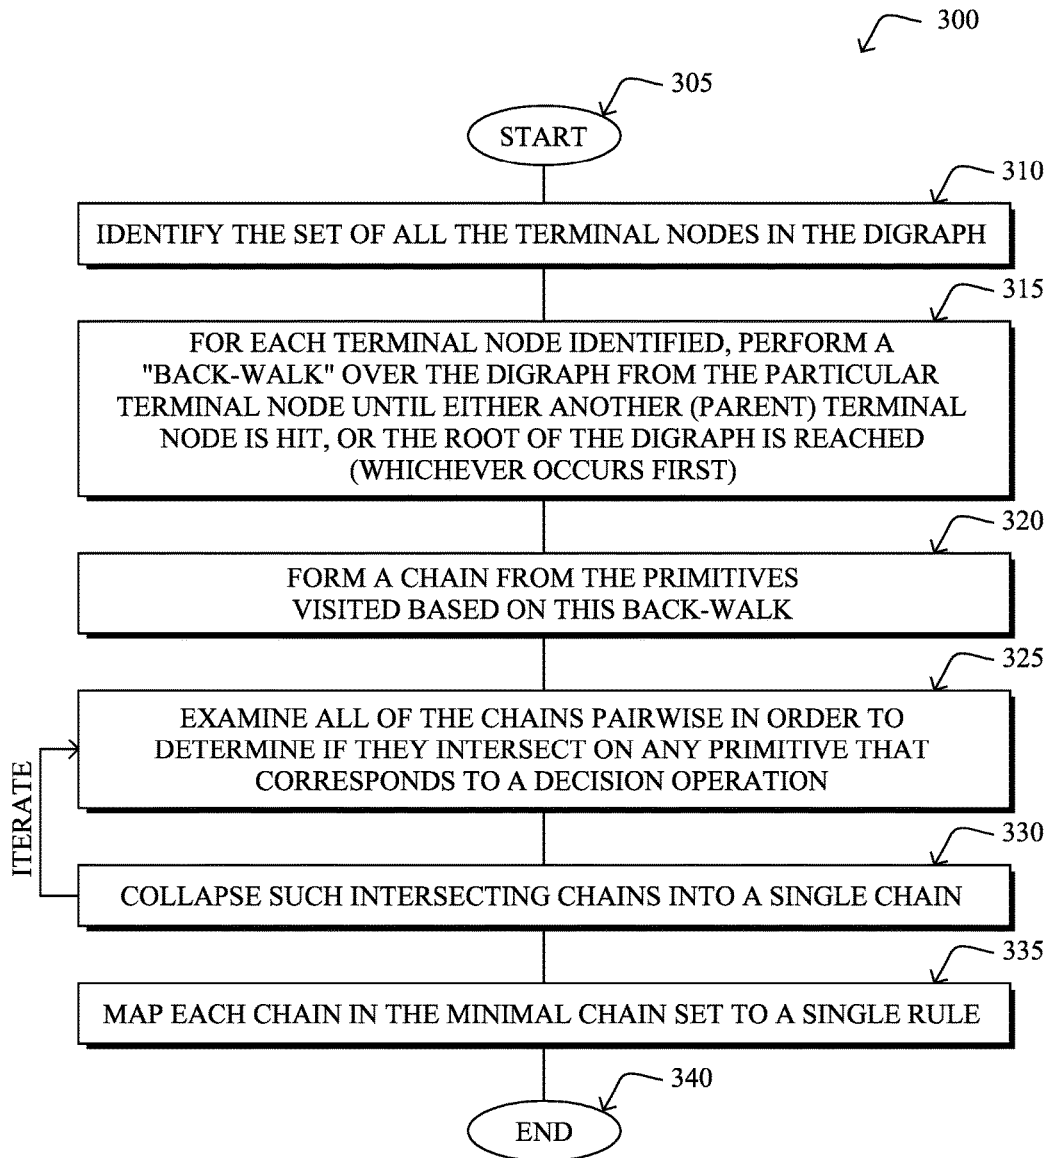 300
305
START
310
IDENTIFY THE SET OF ALL THE TERMINAL NODES IN THE DIGRAPH
315
FOR EACH TERMINAL NODE IDENTIFIED, PERFORM A
"BACK-WALK" OVER THE DIGRAPH FROM THE PARTICULAR
TERMINAL NODE UNTIL EITHER ANOTHER (PARENT) TERMINAL
NODE IS HIT, OR THE ROOT OF THE DIGRAPH IS REACHED
(WHICHEVER OCCURS FIRST)
320
FORM A CHAIN FROM THE PRIMITIVES
VISITED BASED ON THIS BACK-WALK
325
EXAMINE ALL OF THE CHAINS PAIRWISE IN ORDER TO
DETERMINE IF THEY INTERSECT ON ANY PRIMITIVE THAT
CORRESPONDS TO A DECISION OPERATION
ITERATE
330
COLLAPSE SUCH INTERSECTING CHAINS INTO A SINGLE CHAIN
335
MAP EACH CHAIN IN THE MINIMAL CHAIN SET TO A SINGLE RULE
340
END